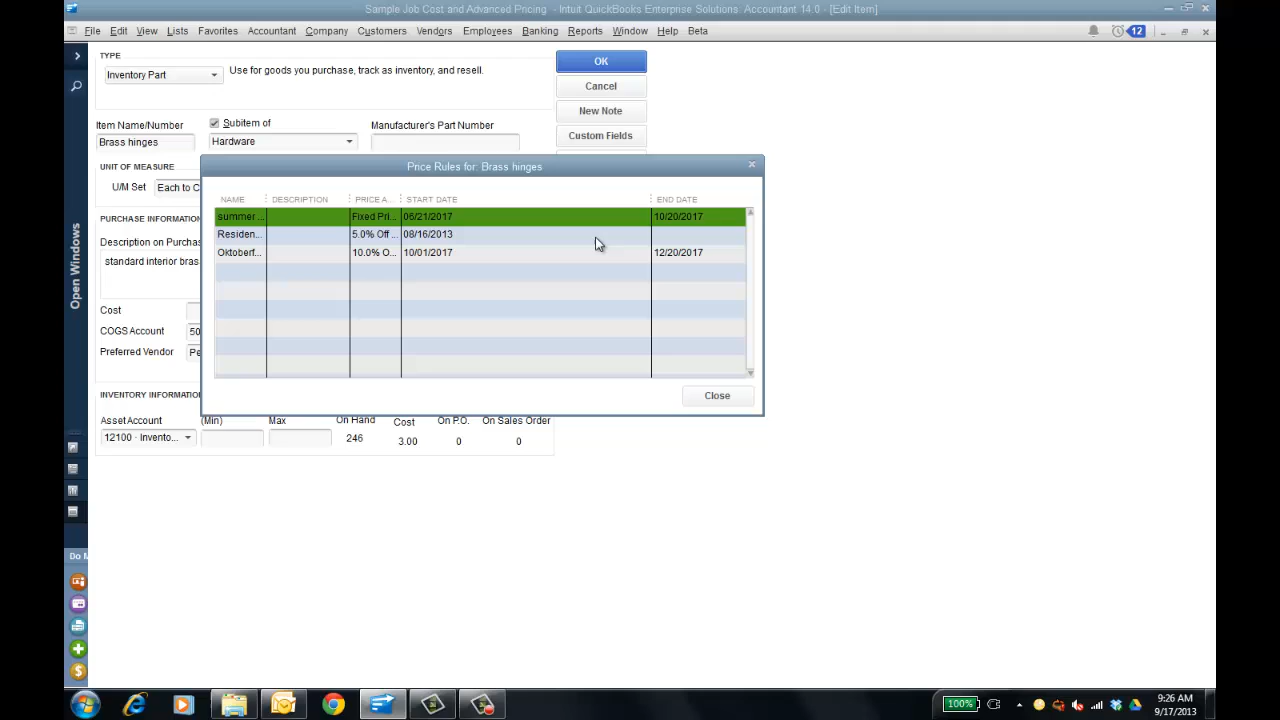 Sample Job Cost and Advanced Pricing - Intuit QuickBooks Enterprise Solutions: Accountant 14.0 - [Edit Item]
File Edit View Lists Favorites Accountant Company Customers Vendors Employees Banking Reports Window Help Beta 12
TYPE
Inventory Part
Use for goods you purchase, track as inventory, and resell.
OK
Cancel
New Note
Custom Fields
Item Name/Number
Subitem of
Manufacturer's Part Number
Brass hinges
Hardware
UNIT OF MEASURE
U/M Set Each to C
PURCHASE INFORMATION
Description on Purchas
standard interior bras
Cost
COGS Account 50
Preferred Vendor Pe
Price Rules for: Brass hinges
NAME DESCRIPTION PRICE A... START DATE END DATE
summer ... Fixed Pri... 06/21/2017 10/20/2017
Residen... 5.0% Off ... 08/16/2013
Oktoberf... 10.0% O... 10/01/2017 12/20/2017
Close
INVENTORY INFORMATIO
Asset Account (Min) Max On Hand Cost On P.O. On Sales Order
12100 · Invento... 246 3.00 0 0
Open Windows
Do M
100%
9:26 AM
9/17/2013